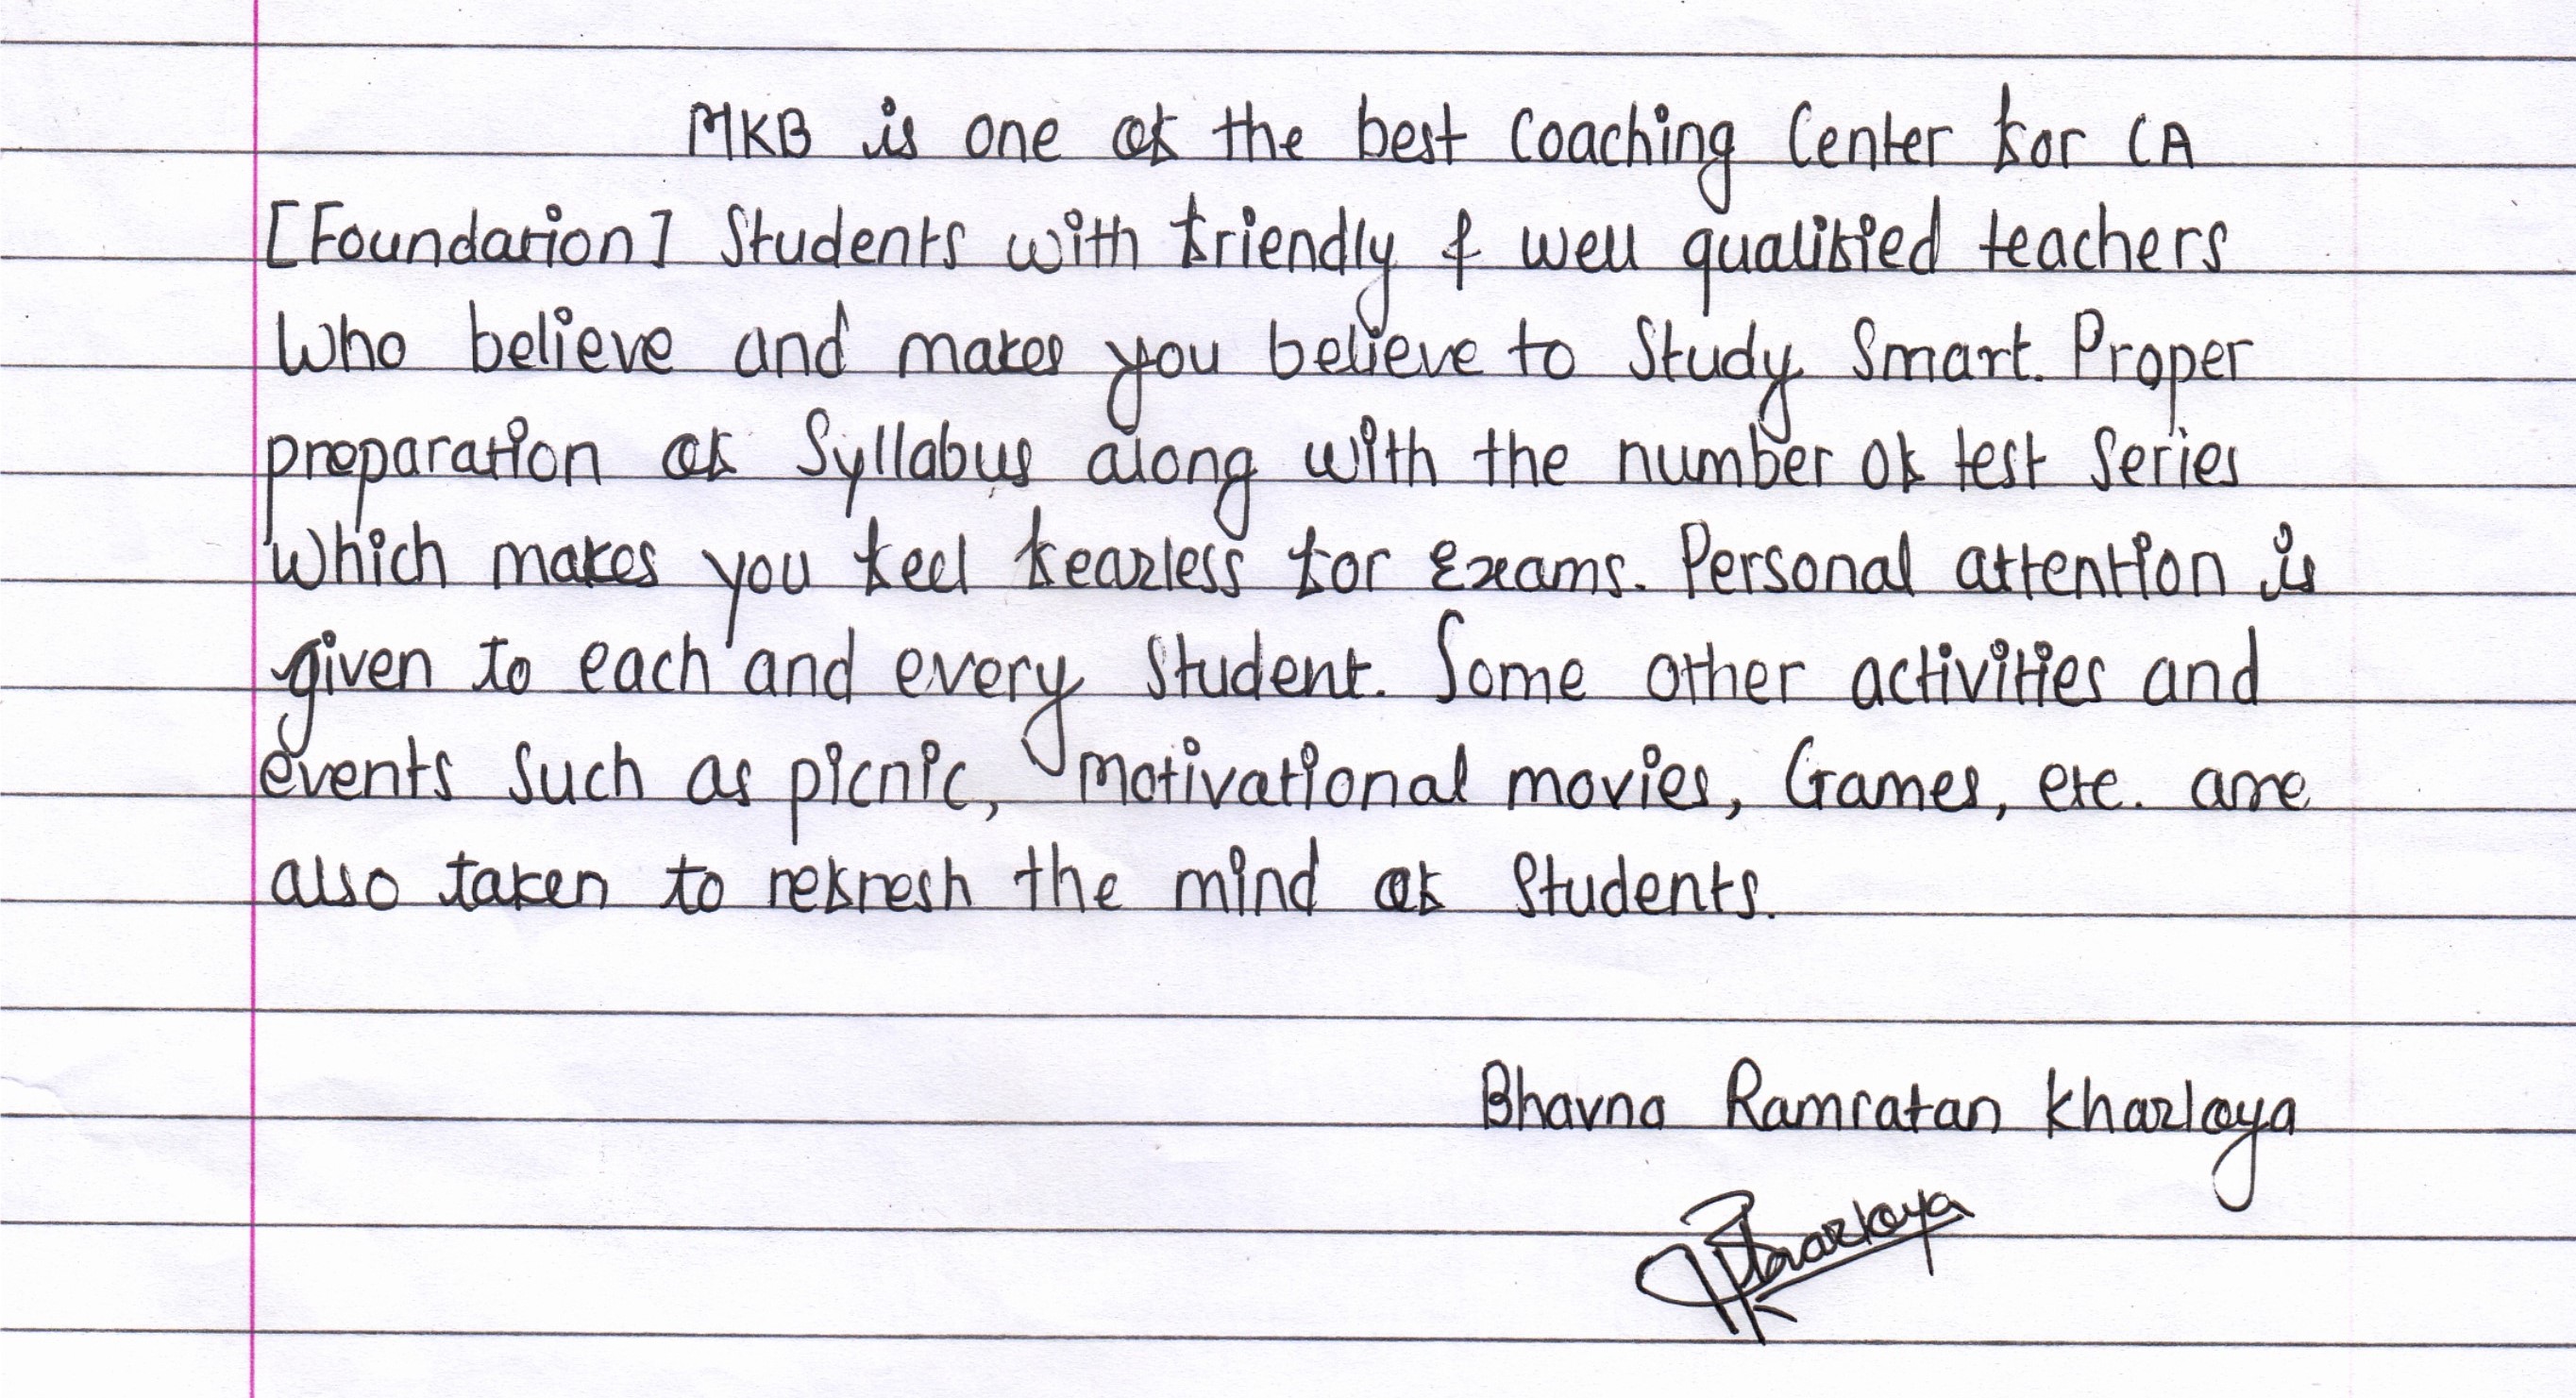 MKB is one of the best Coaching Center for CA
[Foundation] Students with friendly & well qualified teachers
Who believe and makes you believe to Study Smart. Proper
preparation of Syllabus along with the number of test Series
Which makes you feel fearless for Exams. Personal attention is
given to each and every Student. Some other activities and
events Such as picnic, motivational movies, Games, etc. are
also taken to refresh the mind of Students.
Bhavna Ramratan Kharloya
Kharloya